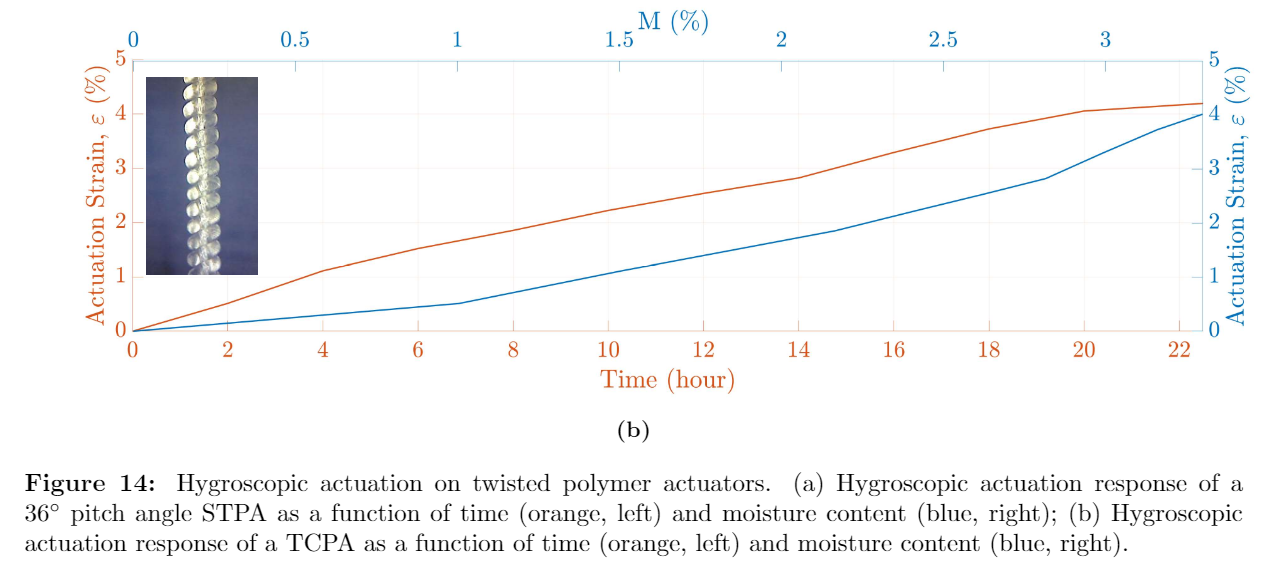 M (%)
0 0.5 1 1.5 2 2.5 3
5 5
4 4
3 3
2 2
1 1
0 0
Actuation Strain, ε (%)
Actuation Strain, ε (%)
0 2 4 6 8 10 12 14 16 18 20 22
Time (hour)
(b)
Figure 14: Hygroscopic actuation on twisted polymer actuators. (a) Hygroscopic actuation response of a
36° pitch angle STPA as a function of time (orange, left) and moisture content (blue, right); (b) Hygroscopic
actuation response of a TCPA as a function of time (orange, left) and moisture content (blue, right).